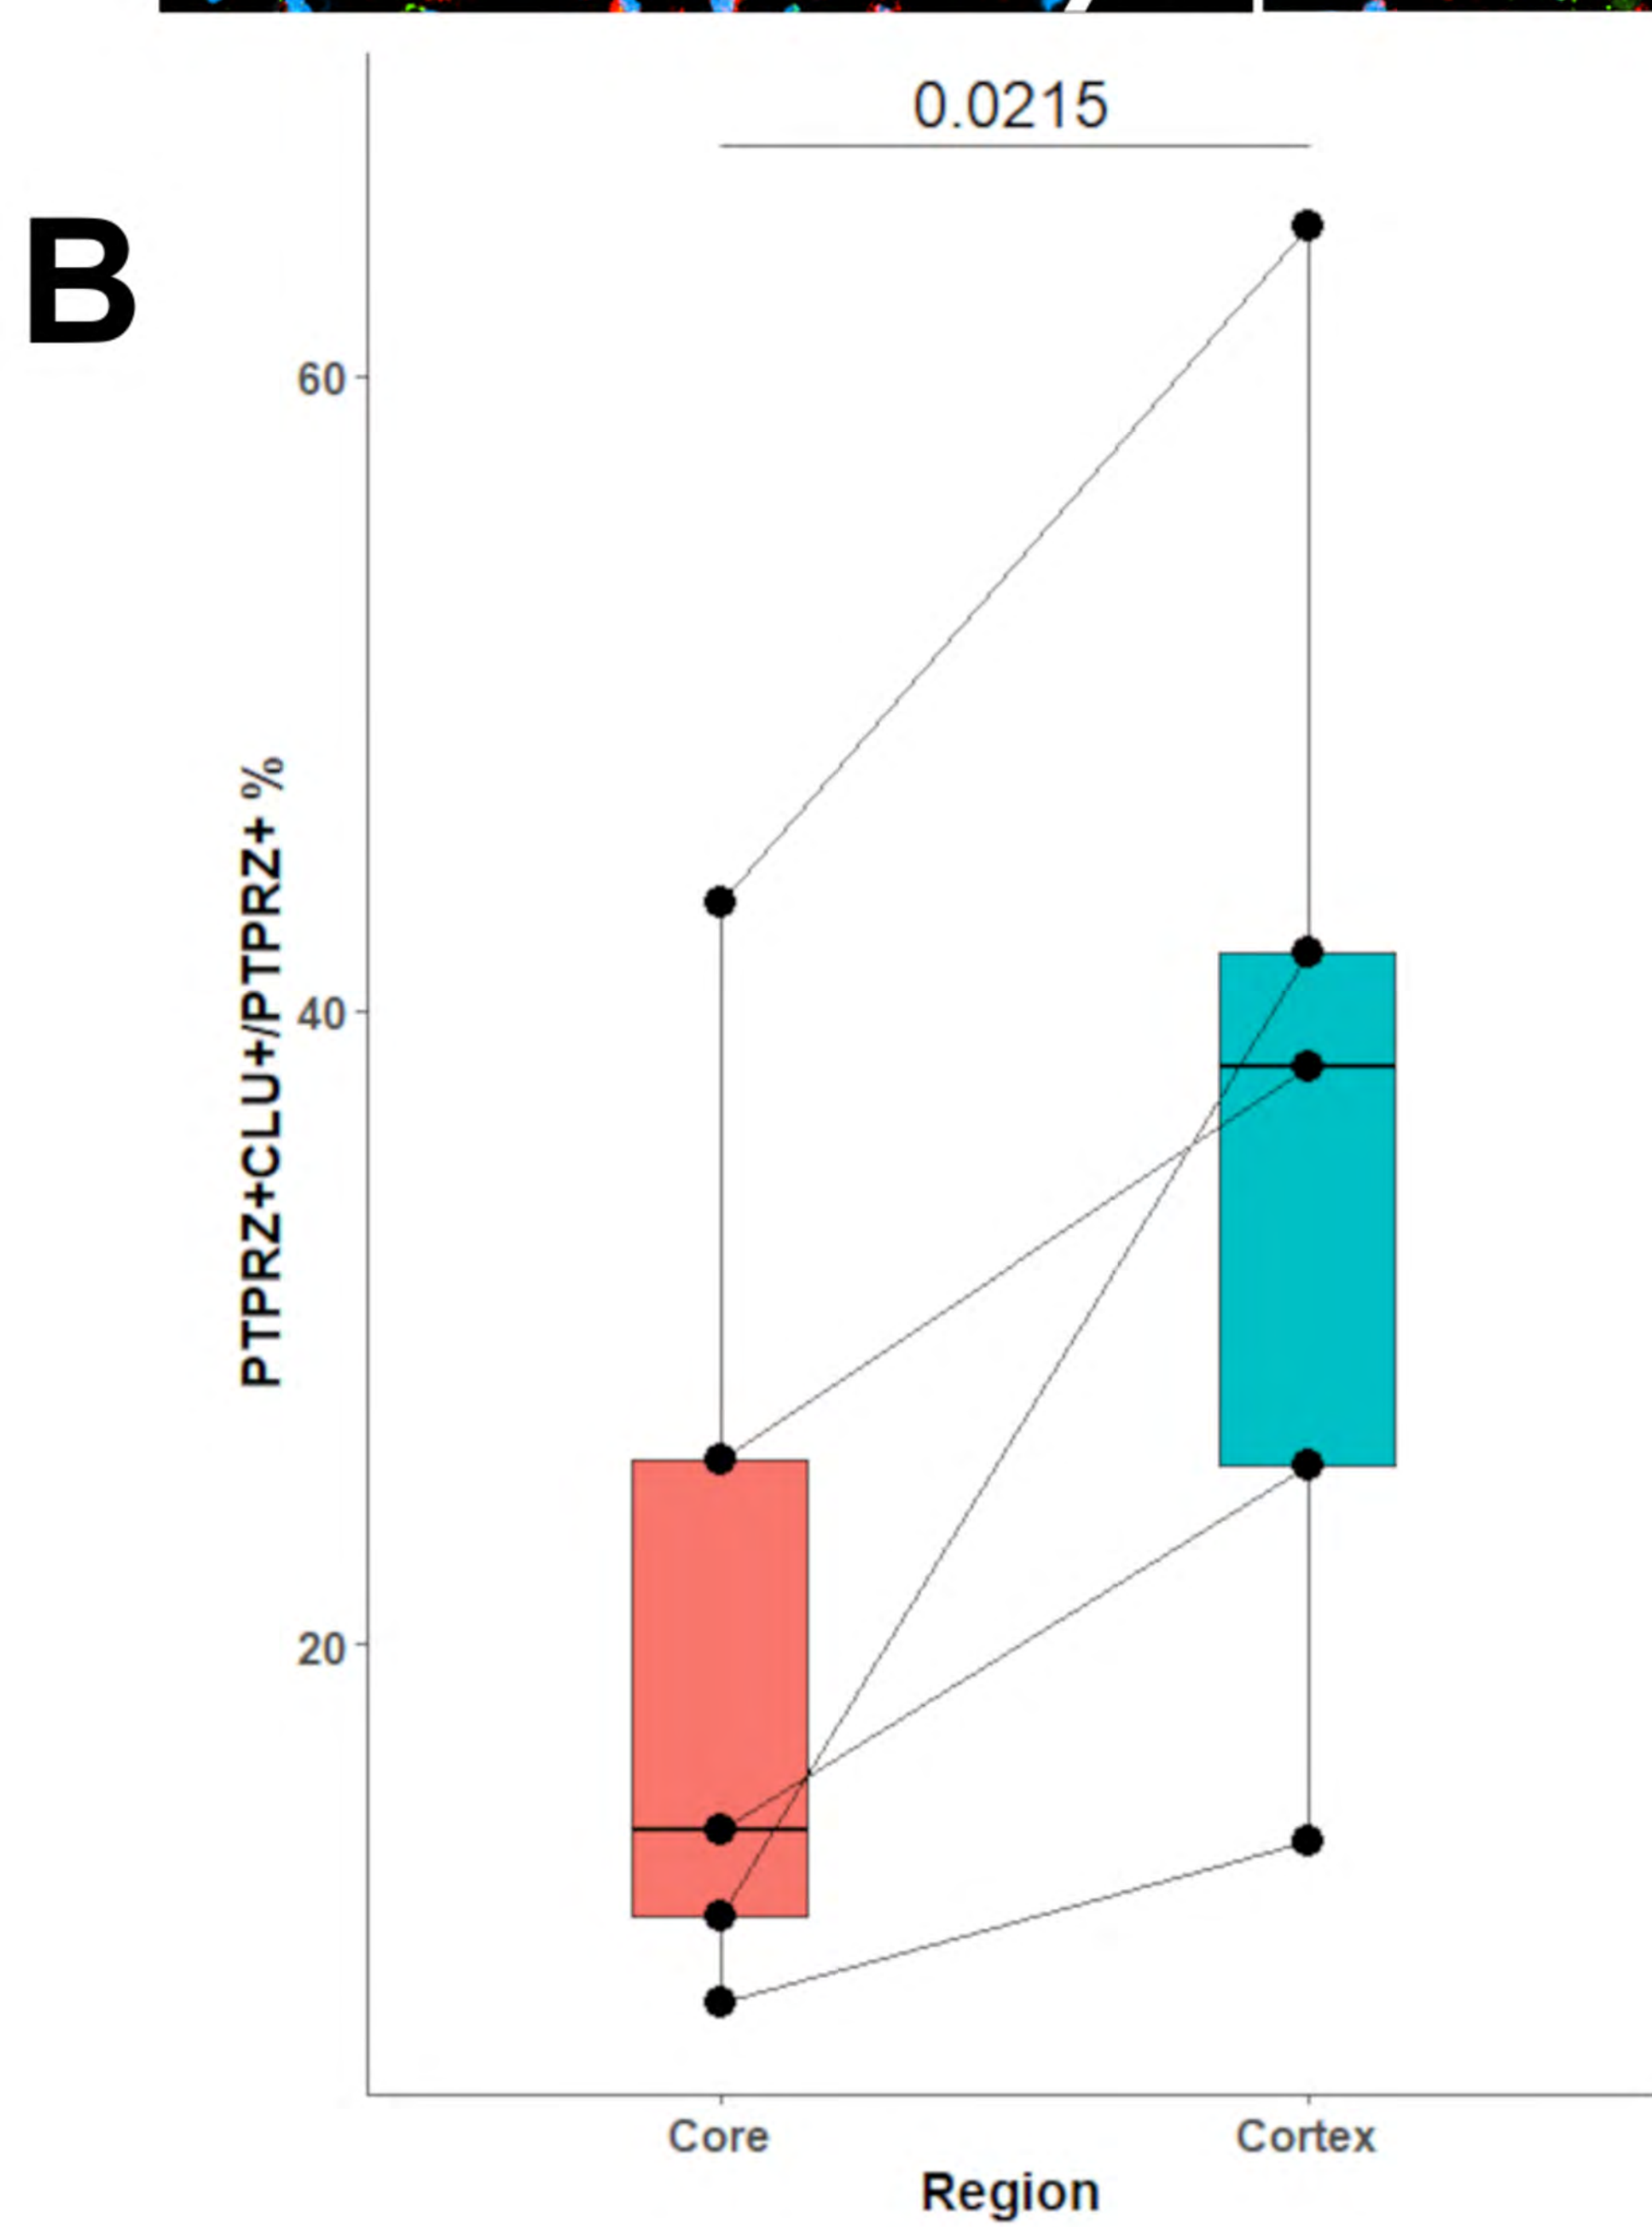 0.0215
B
60
PTPRZ+CLU+/PTPRZ+ %
40
20
Core Cortex
Region